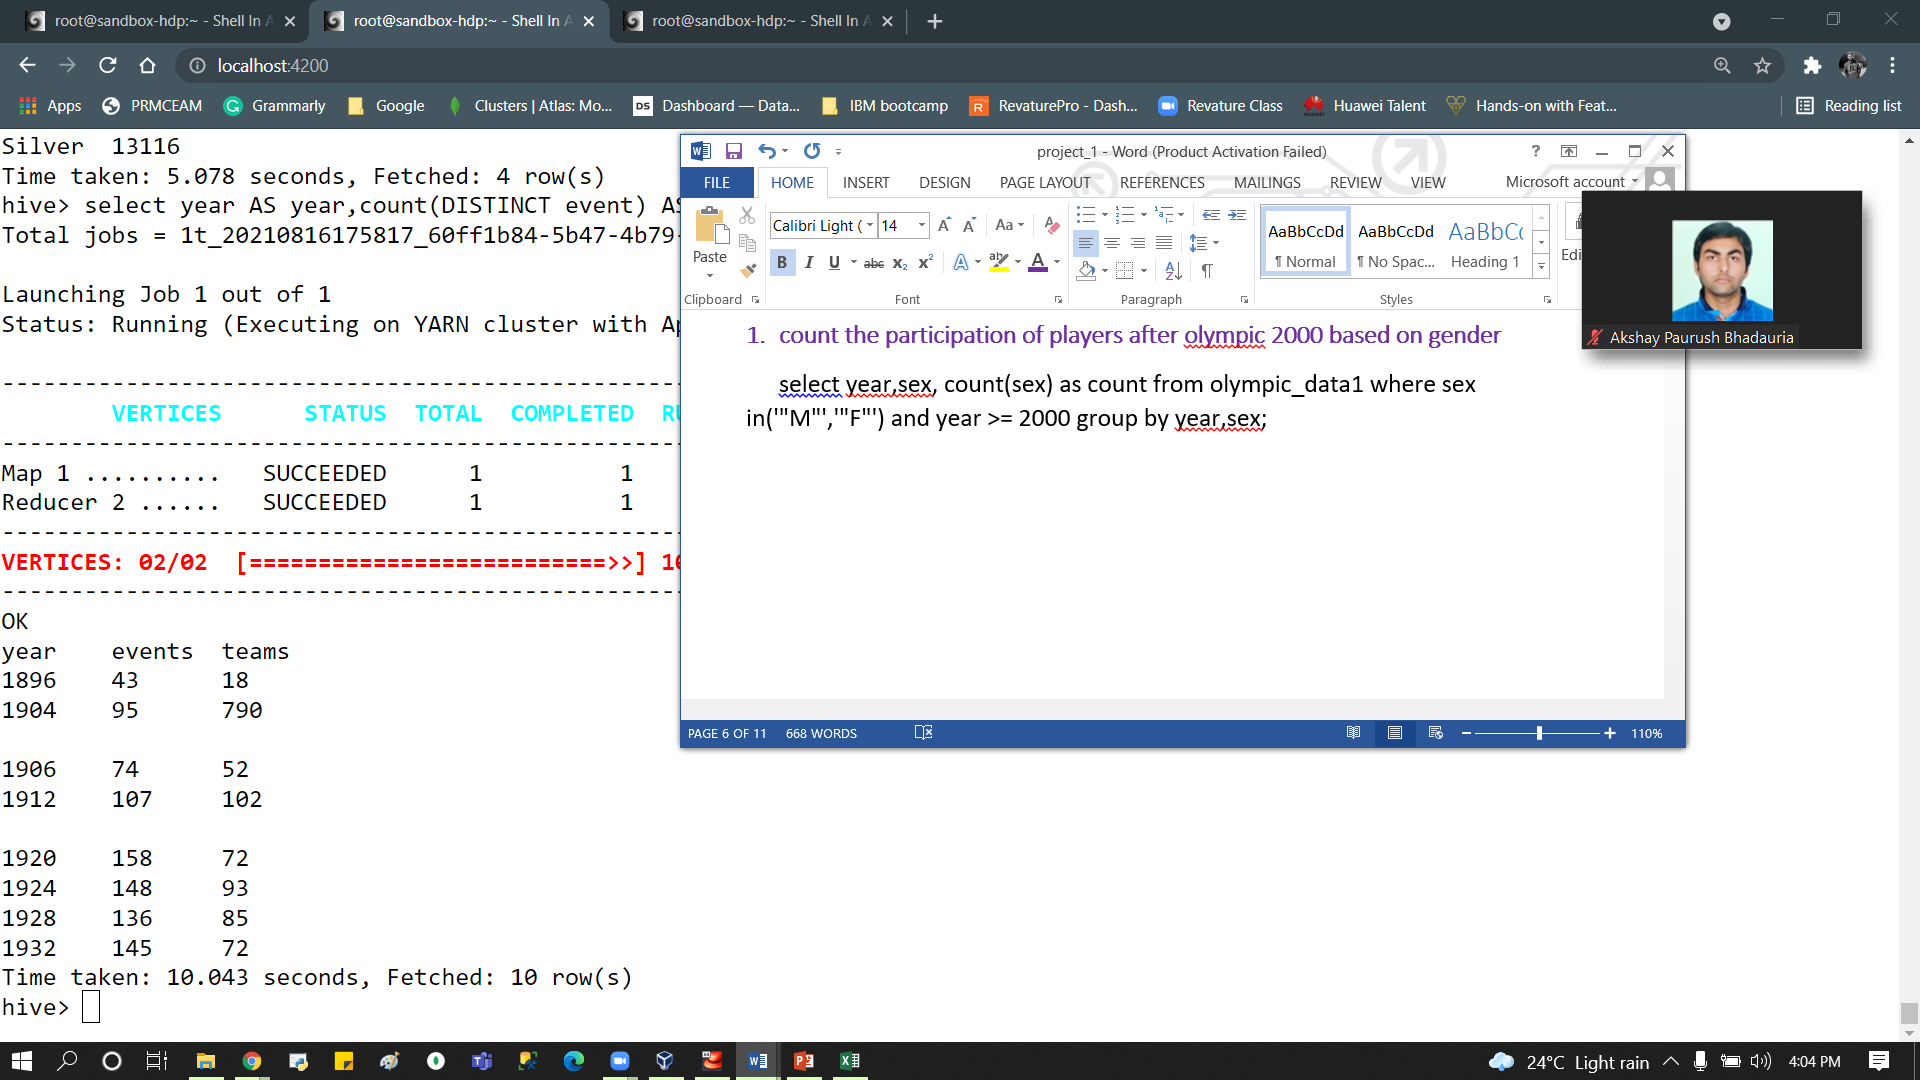 root@sandbox-hdp:~ - Shell In A
root@sandbox-hdp:~ - Shell In A
root@sandbox-hdp:~ - Shell In A
localhost:4200
Apps
PRMCEAM
Grammarly
Google
Clusters | Atlas: Mo...
DS Dashboard — Data...
IBM bootcamp
R RevaturePro - Dash...
Revature Class
HUAWEI Huawei Talent
Hands-on with Feat...
Reading list
Silver  13116
Time taken: 5.078 seconds, Fetched: 4 row(s)
hive> select year AS year,count(DISTINCT event) AS
Total jobs = 1t_20210816175817_60ff1b84-5b47-4b79-
Launching Job 1 out of 1
Status: Running (Executing on YARN cluster with Ap
--------------------------------------------------
VERTICES STATUS TOTAL COMPLETED RU
--------------------------------------------------
Map 1 .......... SUCCEEDED 1 1
Reducer 2 ...... SUCCEEDED 1 1
--------------------------------------------------
VERTICES: 02/02 [==========================>>] 10
--------------------------------------------------
OK
year events teams
1896 43 18
1904 95 790
1906 74 52
1912 107 102
1920 158 72
1924 148 93
1928 136 85
1932 145 72
Time taken: 10.043 seconds, Fetched: 10 row(s)
hive>
project_1 - Word (Product Activation Failed)
FILE HOME INSERT DESIGN PAGE LAYOUT REFERENCES MAILINGS REVIEW VIEW Microsoft account
Paste
Clipboard
Calibri Light ( 14
A A Aa
B I U abc x₂ x² A ab A
Font
Paragraph
AaBbCcDd AaBbCcDd AaBbC
¶ Normal ¶ No Spac... Heading 1
Styles
Edi
1. count the participation of players after olympic 2000 based on gender
select year,sex, count(sex) as count from olympic_data1 where sex
in('"M"','"F"') and year >= 2000 group by year,sex;
PAGE 6 OF 11 668 WORDS 110%
Akshay Paurush Bhadauria
24°C Light rain 4:04 PM